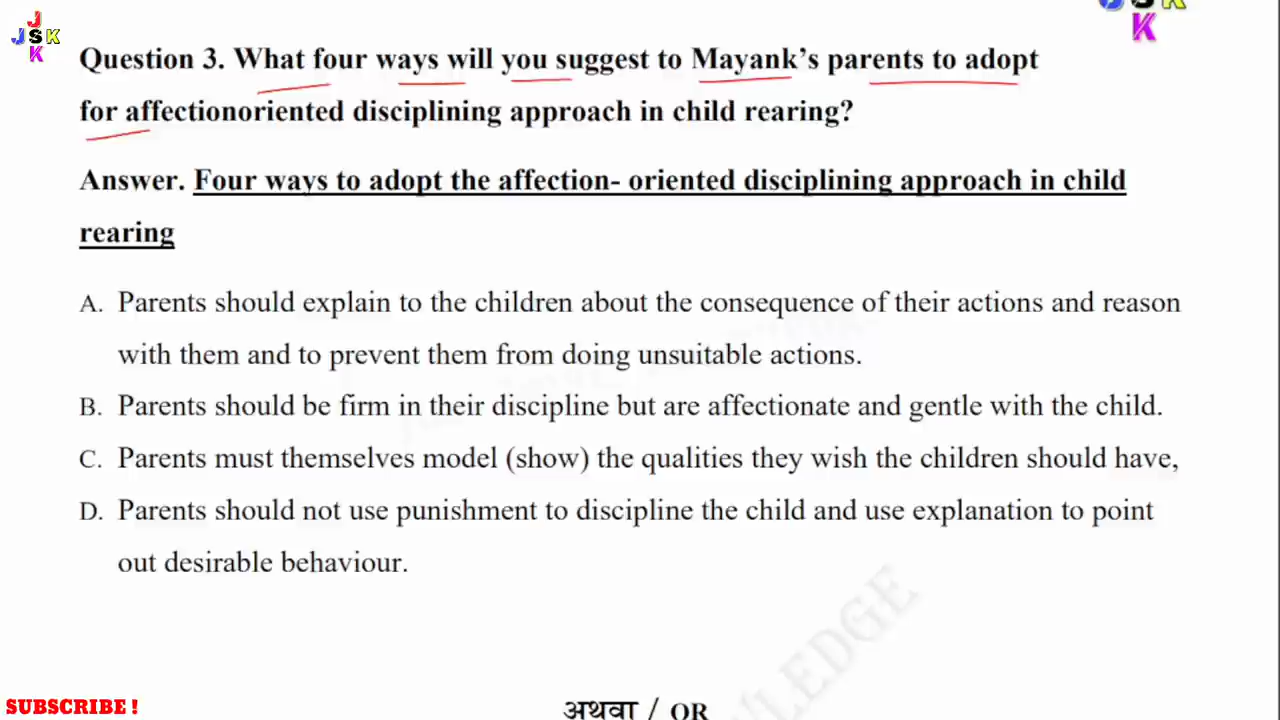 J
JSK
K
JSK
K
Question 3. What four ways will you suggest to Mayank’s parents to adopt
for affectionoriented disciplining approach in child rearing?
Answer. Four ways to adopt the affection- oriented disciplining approach in child
rearing
A. Parents should explain to the children about the consequence of their actions and reason
with them and to prevent them from doing unsuitable actions.
B. Parents should be firm in their discipline but are affectionate and gentle with the child.
C. Parents must themselves model (show) the qualities they wish the children should have,
D. Parents should not use punishment to discipline the child and use explanation to point
out desirable behaviour.
SUBSCRIBE !
अथवा / OR